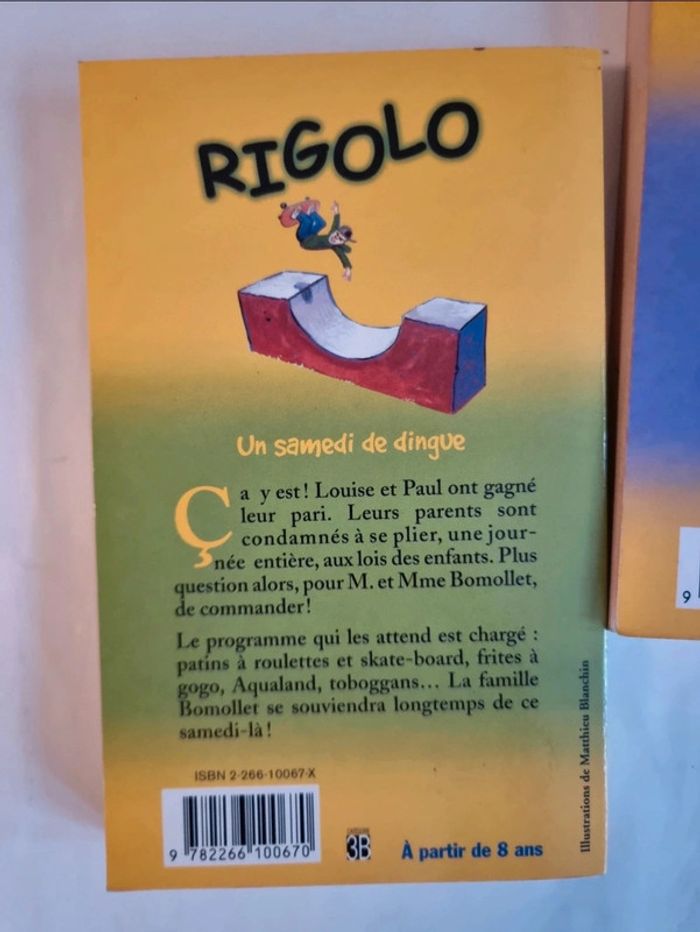 RIGOLO
Un samedi de dingue
Ça y est ! Louise et Paul ont gagné
leur pari. Leurs parents sont
condamnés à se plier, une jour-
née entière, aux lois des enfants. Plus
question alors, pour M. et Mme Bomollet,
de commander !
Le programme qui les attend est chargé :
patins à roulettes et skate-board, frites à
gogo, Aqualand, toboggans... La famille
Bomollet se souviendra longtemps de ce
samedi-là !
Illustrations de Matthieu Blanchin
ISBN 2-266-10067-X
9 782266 100670
CATÉGORIE
3B
À partir de 8 ans
9